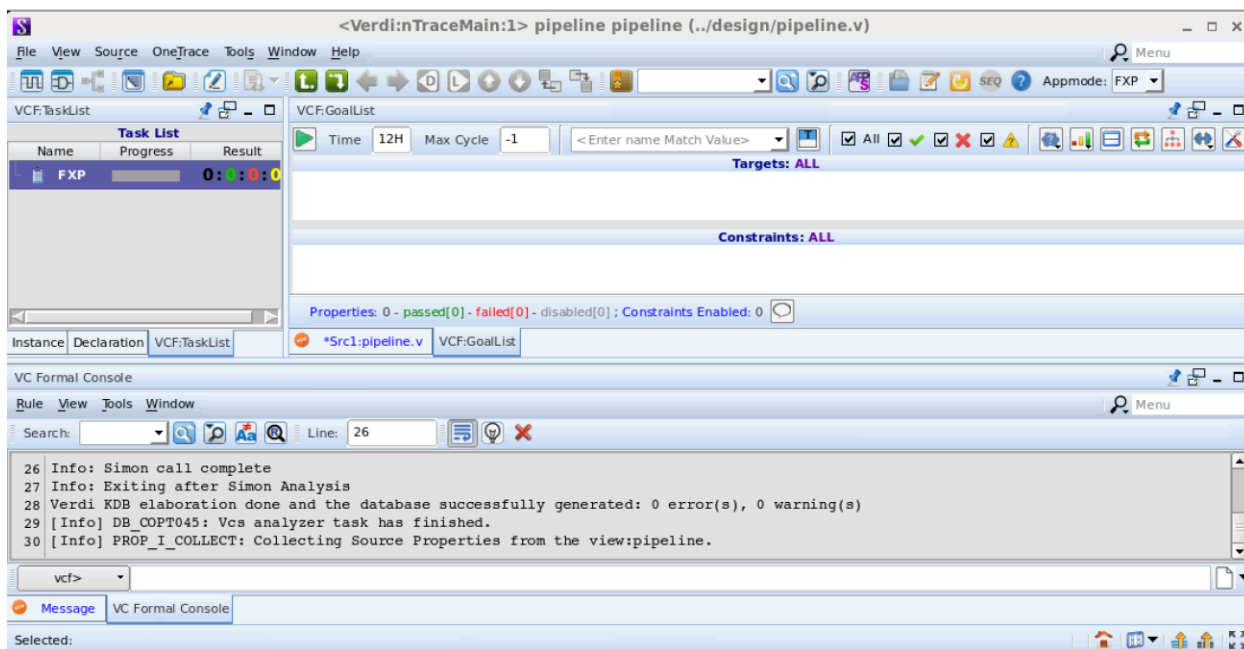 <Verdi:nTraceMain:1> pipeline pipeline (../design/pipeline.v)
File View Source OneTrace Tools Window Help
Menu
SEQ
Appmode: FXP
VCF:TaskList
VCF:GoalList
Task List
Name Progress Result
FXP 0:0:0:0
Time 12H Max Cycle -1 <Enter name Match Value> All
Targets: ALL
Constraints: ALL
Properties: 0 - passed[0] - failed[0] - disabled[0] ; Constraints Enabled: 0
Instance Declaration VCF:TaskList
*Src1:pipeline.v VCF:GoalList
VC Formal Console
Rule View Tools Window
Menu
Search: Line: 26
26 Info: Simon call complete
27 Info: Exiting after Simon Analysis
28 Verdi KDB elaboration done and the database successfully generated: 0 error(s), 0 warning(s)
29 [Info] DB_COPT045: Vcs analyzer task has finished.
30 [Info] PROP_I_COLLECT: Collecting Source Properties from the view:pipeline.
vcf>
Message VC Formal Console
Selected: